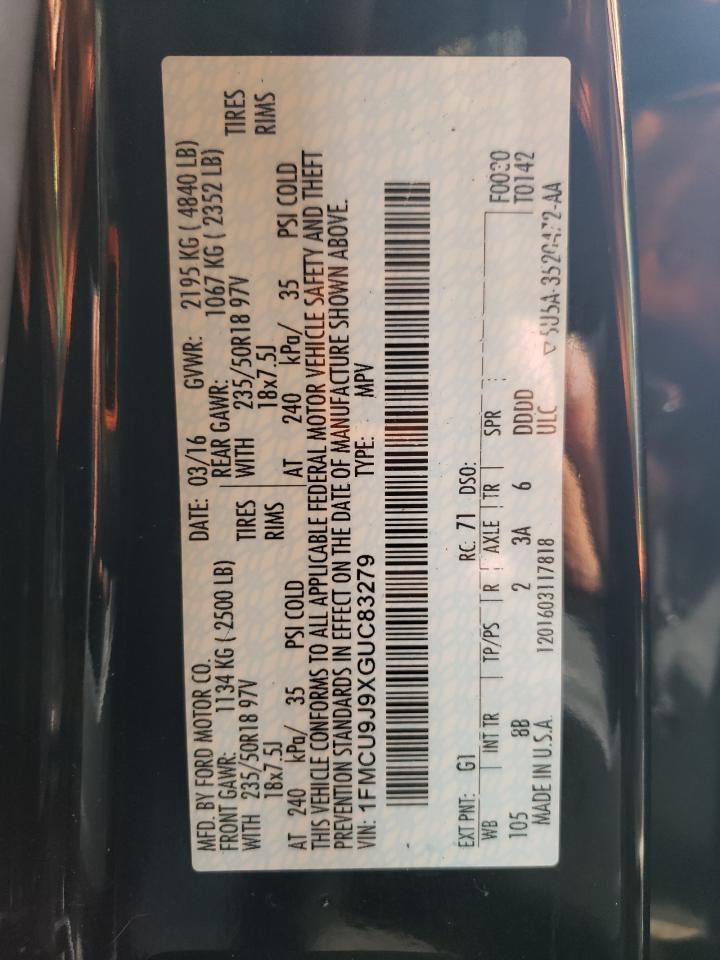 MFD. BY FORD MOTOR CO. DATE: 03/16 GVWR: 2195 KG ( 4840 LB)
FRONT GAWR: 1134 KG ( 2500 LB) REAR GAWR: 1067 KG ( 2352 LB)
WITH 235/50R18 97V TIRES WITH 235/50R18 97V TIRES
18x7.5J RIMS 18x7.5J RIMS
AT 240 kPa/ 35 PSI COLD AT 240 kPa/ 35 PSI COLD
THIS VEHICLE CONFORMS TO ALL APPLICABLE FEDERAL MOTOR VEHICLE SAFETY AND THEFT
PREVENTION STANDARDS IN EFFECT ON THE DATE OF MANUFACTURE SHOWN ABOVE.
VIN: 1FMCU9J9XGUC83279 TYPE: MPV
EXT PNT: G1 RC: 71 DSO: F0030
WB INT TR TP/PS R AXLE TR SPR T0142
105 8B 2 3A 6 DDDD
MADE IN U.S.A. 1201603117818 ULC